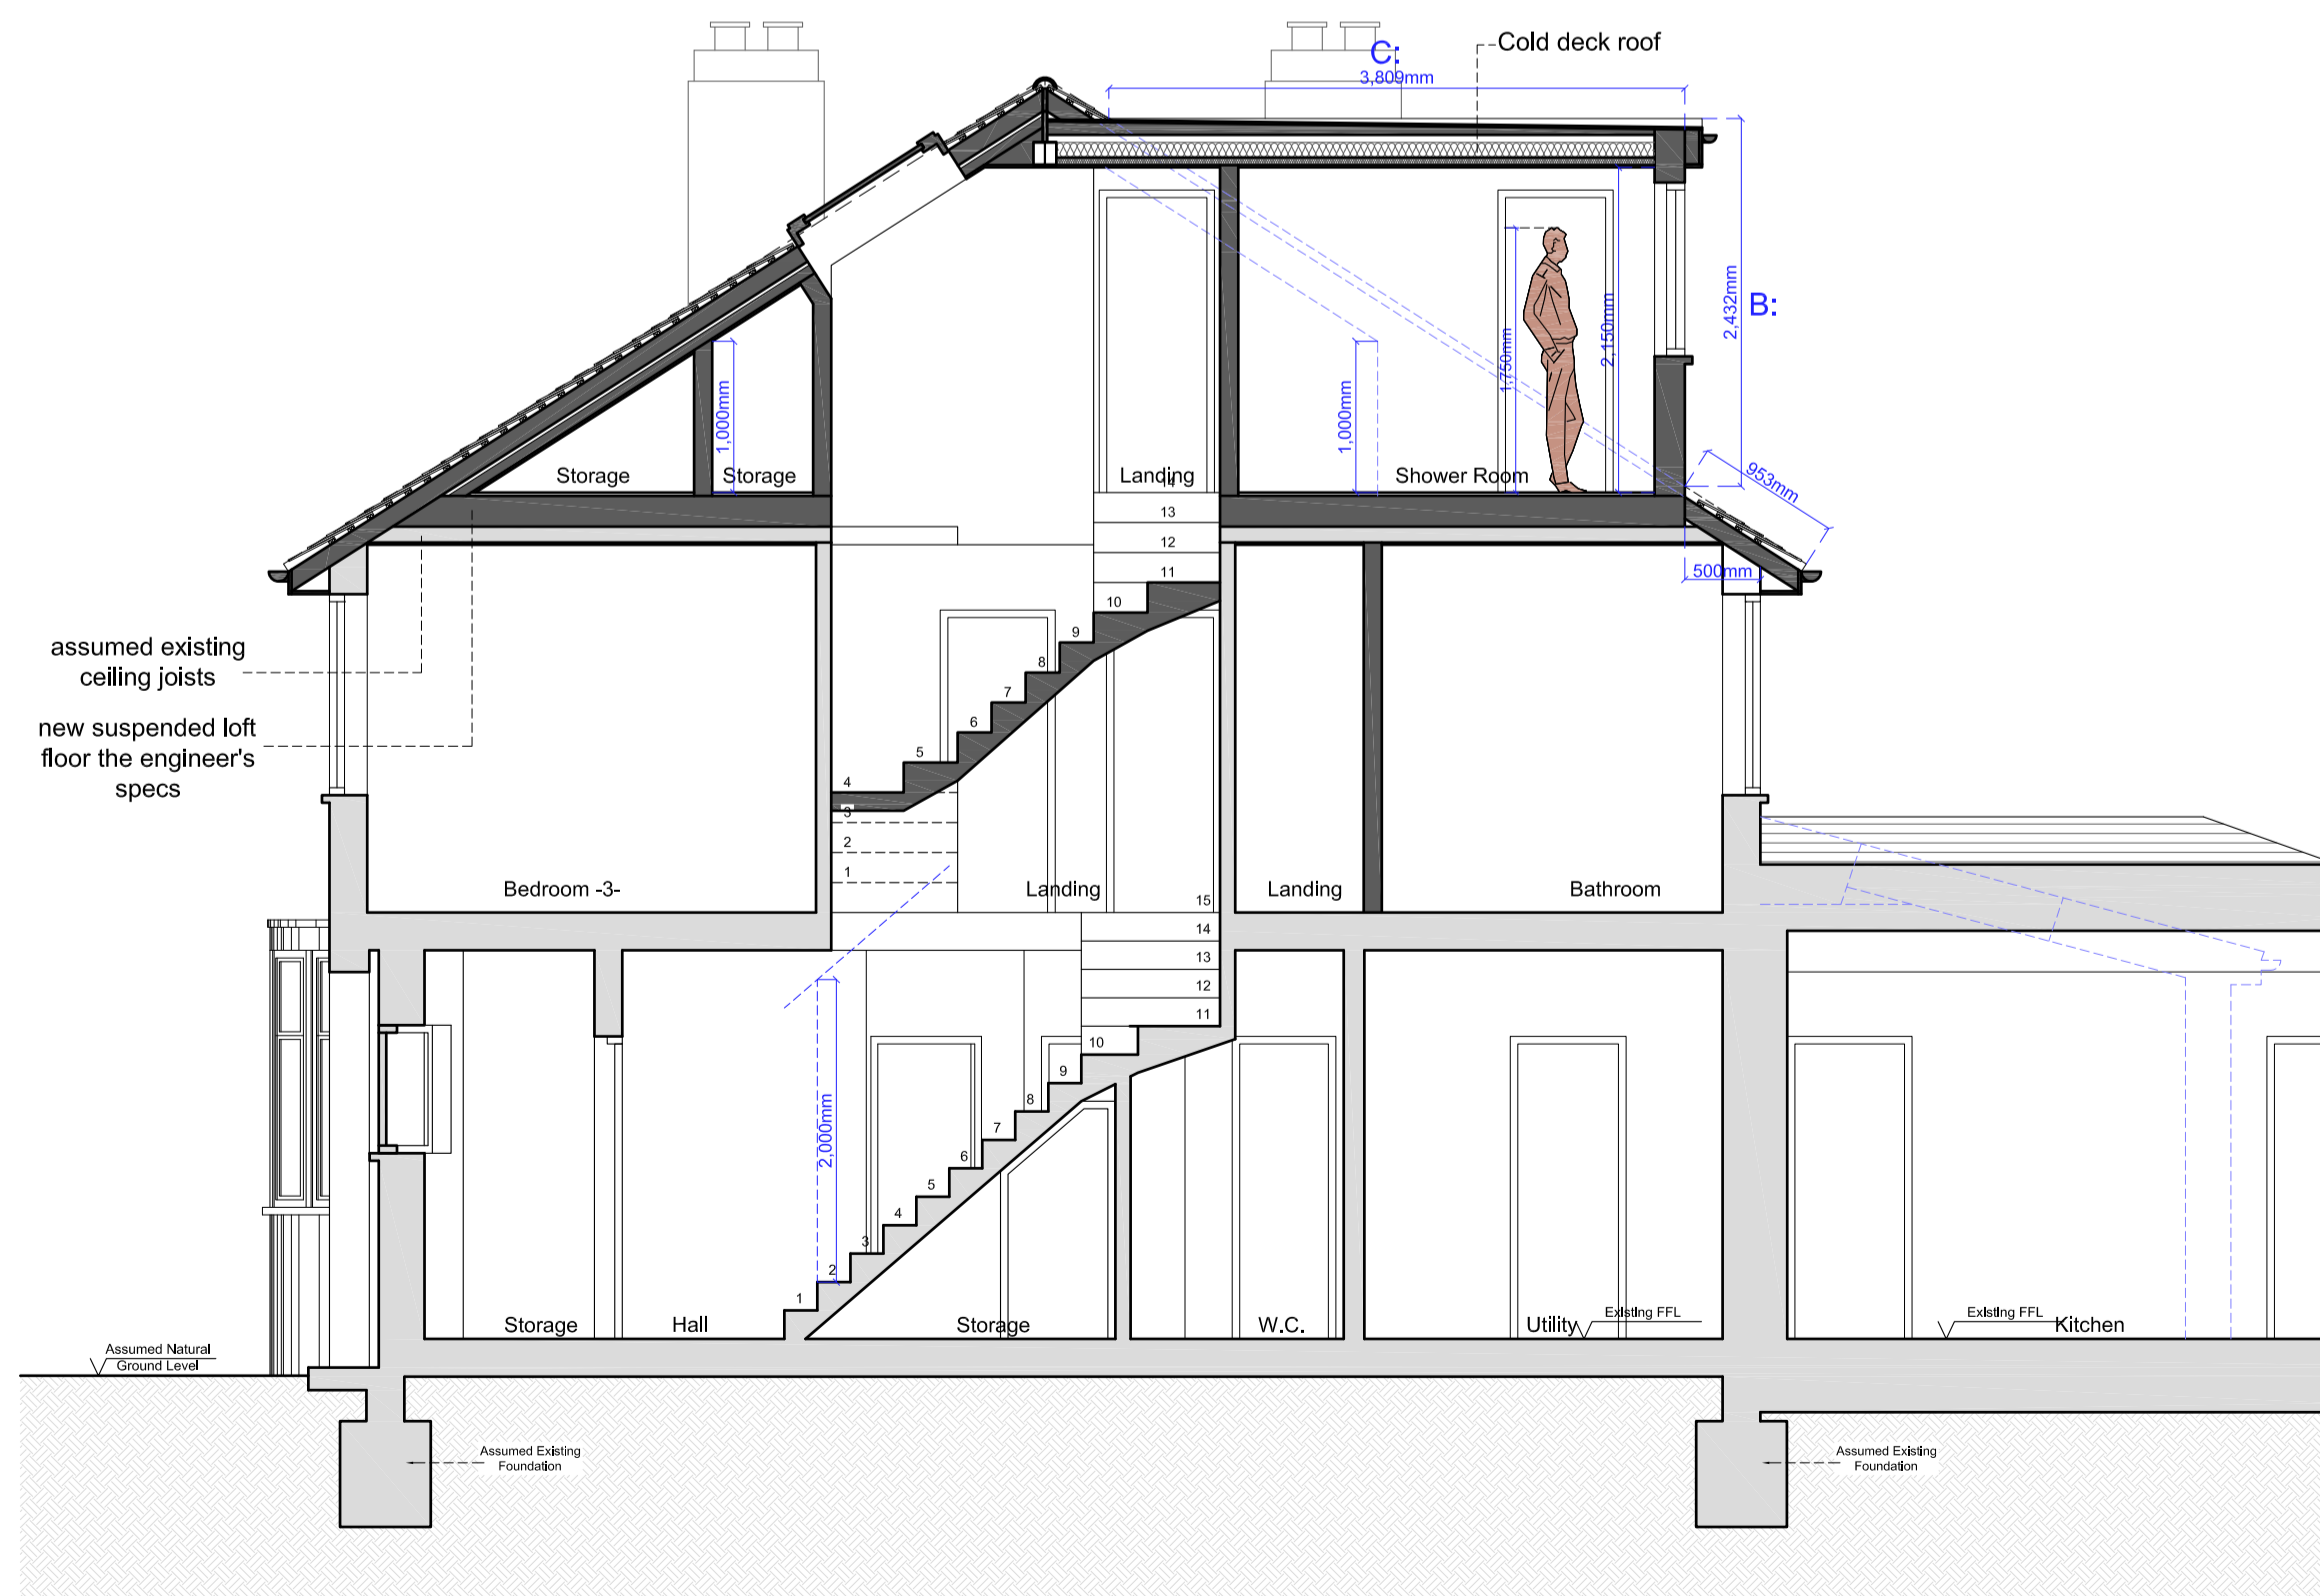 C:
Cold deck roof
3,809mm
2,432mm
B:
2,150mm
1,750mm
1,000mm
1,000mm
953mm
Storage
Storage
Landing
Shower Room
14
13
12
11
10
9
8
7
6
5
4
3
2
1
500mm
assumed existing
ceiling joists
new suspended loft
floor the engineer's
specs
Bedroom -3-
Landing
Landing
Bathroom
15
14
13
12
11
10
9
8
7
6
5
4
3
2
1
2,000mm
Storage
Hall
Storage
W.C.
Utility
Existing FFL
Existing FFL
Kitchen
Assumed Natural
Ground Level
Assumed Existing
Foundation
Assumed Existing
Foundation